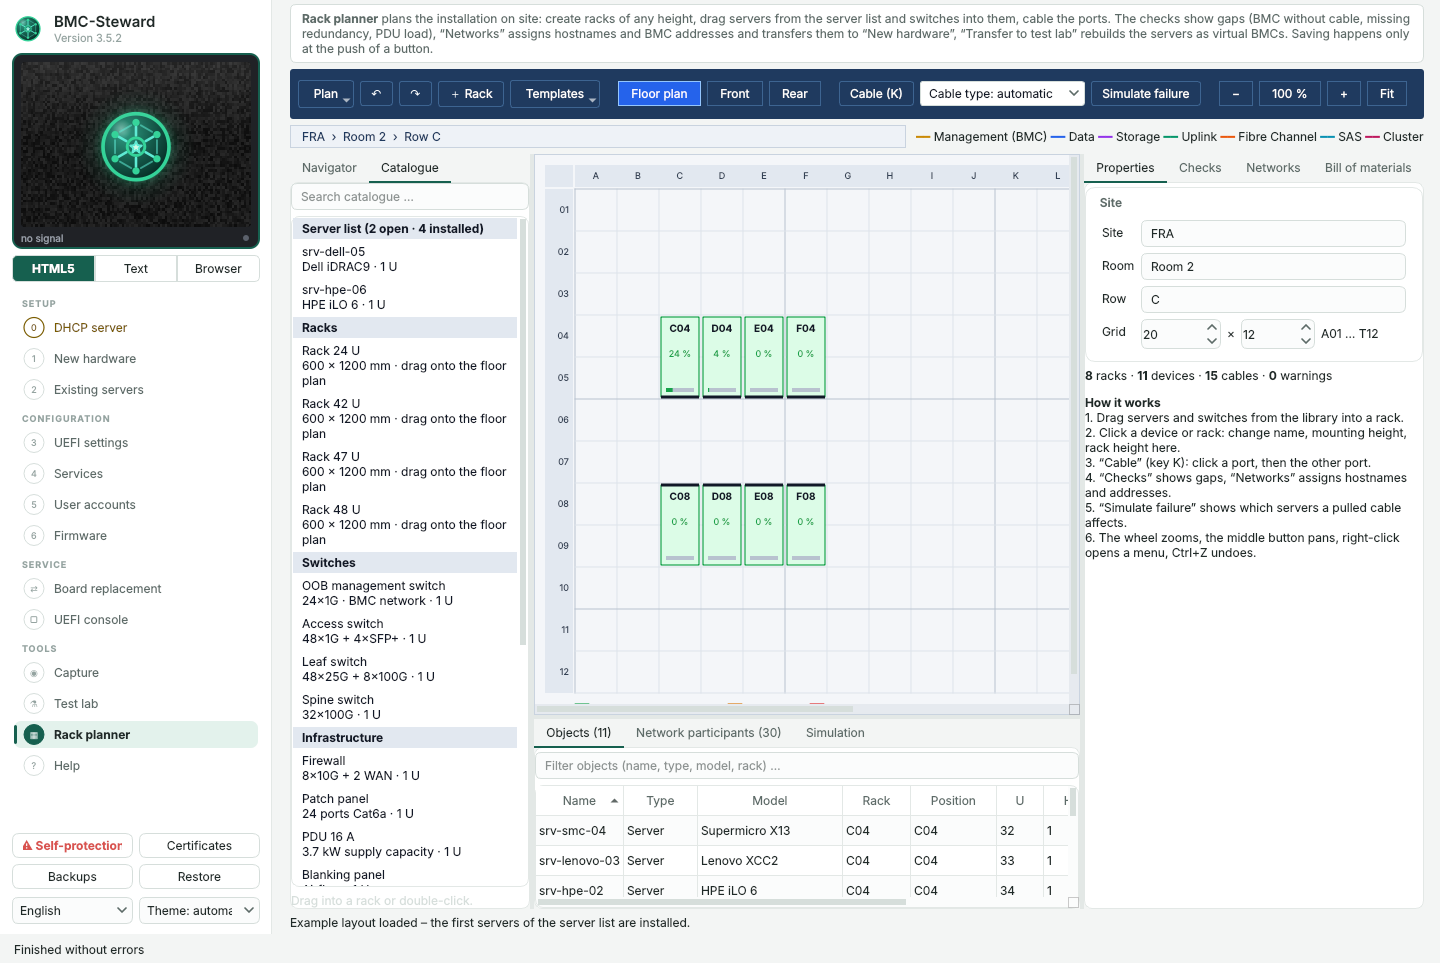 BMC-Steward
Version 3.5.2
no signal
HTML5
Text
Browser
SETUP
0 DHCP server
1 New hardware
2 Existing servers
CONFIGURATION
3 UEFI settings
4 Services
5 User accounts
6 Firmware
SERVICE
Board replacement
UEFI console
TOOLS
Capture
Test lab
Rack planner
? Help
Self-protection
Certificates
Backups
Restore
English
Theme: automa
Finished without errors
Rack planner plans the installation on site: create racks of any height, drag servers from the server list and switches into them, cable the ports. The checks show gaps (BMC without cable, missing
redundancy, PDU load), “Networks” assigns hostnames and BMC addresses and transfers them to “New hardware”, “Transfer to test lab” rebuilds the servers as virtual BMCs. Saving happens only
at the push of a button.
Plan
+ Rack
Templates
Floor plan
Front
Rear
Cable (K)
Cable type: automatic
Simulate failure
−
100 %
+
Fit
FRA › Room 2 › Row C
Management (BMC)
Data
Storage
Uplink
Fibre Channel
SAS
Cluster
Navigator
Catalogue
Search catalogue ...
Server list (2 open · 4 installed)
srv-dell-05
Dell iDRAC9 · 1 U
srv-hpe-06
HPE iLO 6 · 1 U
Racks
Rack 24 U
600 × 1200 mm · drag onto the floor
plan
Rack 42 U
600 × 1200 mm · drag onto the floor
plan
Rack 47 U
600 × 1200 mm · drag onto the floor
plan
Rack 48 U
600 × 1200 mm · drag onto the floor
plan
Switches
OOB management switch
24×1G · BMC network · 1 U
Access switch
48×1G + 4×SFP+ · 1 U
Leaf switch
48×25G + 8×100G · 1 U
Spine switch
32×100G · 1 U
Infrastructure
Firewall
8×10G + 2 WAN · 1 U
Patch panel
24 ports Cat6a · 1 U
PDU 16 A
3.7 kW supply capacity · 1 U
Blanking panel
Drag into a rack or double-click.
A B C D E F G H I J K L
01
02
03
04
05
06
07
08
09
10
11
12
C04 D04 E04 F04
24 % 4 % 0 % 0 %
C08 D08 E08 F08
0 % 0 % 0 % 0 %
Objects (11)
Network participants (30)
Simulation
Filter objects (name, type, model, rack) ...
Name Type Model Rack Position U
srv-smc-04 Server Supermicro X13 C04 C04 32 1
srv-lenovo-03 Server Lenovo XCC2 C04 C04 33 1
srv-hpe-02 Server HPE iLO 6 C04 C04 34 1
Example layout loaded – the first servers of the server list are installed.
Properties
Checks
Networks
Bill of materials
Site
Site FRA
Room Room 2
Row C
Grid 20 × 12 A01 ... T12
8 racks · 11 devices · 15 cables · 0 warnings
How it works
1. Drag servers and switches from the library into a rack.
2. Click a device or rack: change name, mounting height,
rack height here.
3. “Cable” (key K): click a port, then the other port.
4. “Checks” shows gaps, “Networks” assigns hostnames
and addresses.
5. “Simulate failure” shows which servers a pulled cable
affects.
6. The wheel zooms, the middle button pans, right-click
opens a menu, Ctrl+Z undoes.